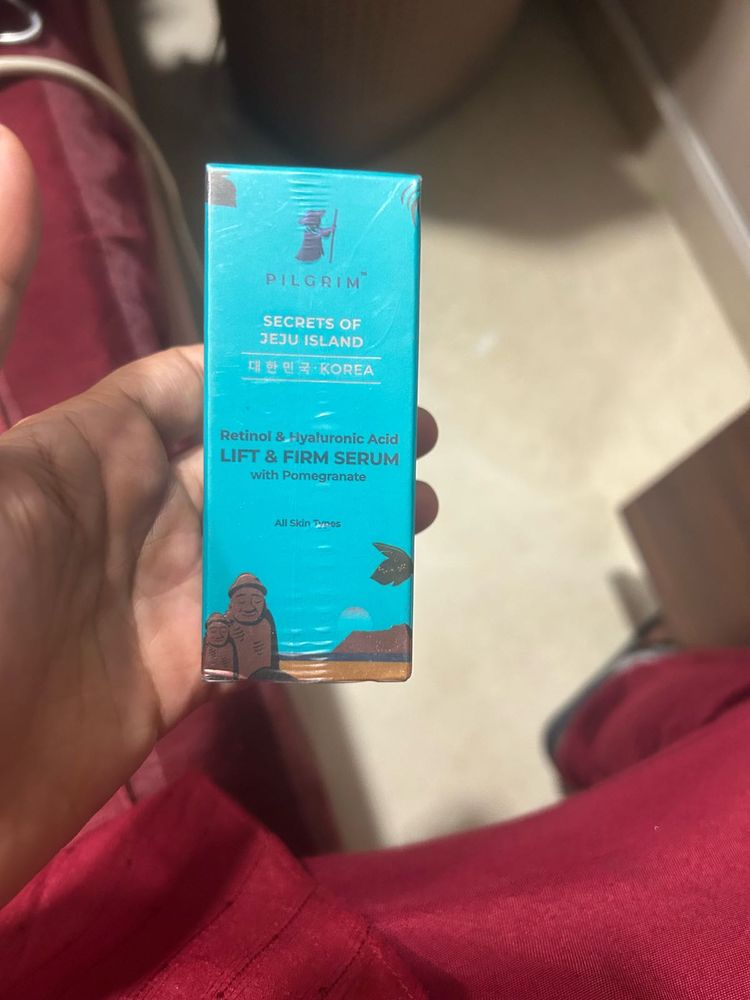 PILGRIM™
SECRETS OF
JEJU ISLAND
대한민국·KOREA
Retinol & Hyaluronic Acid
LIFT & FIRM SERUM
with Pomegranate
All Skin Types